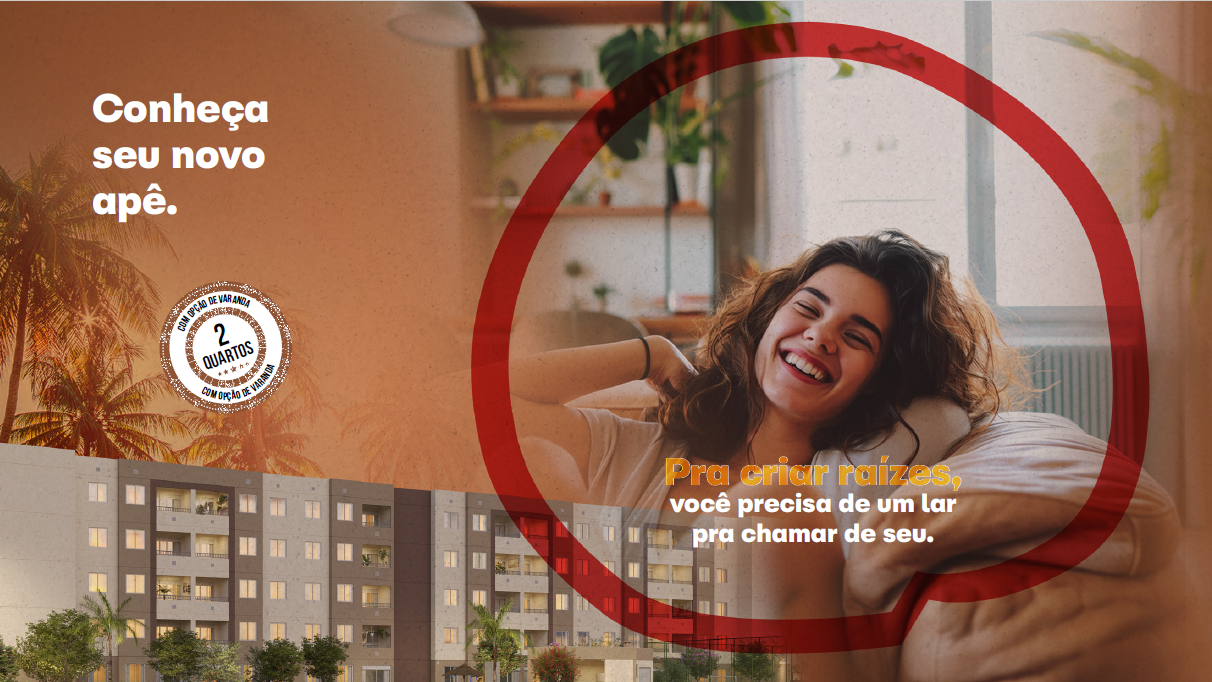 Conheça
seu novo
apê.
COM OPÇÃO DE VARANDA
2
QUARTOS
COM OPÇÃO DE VARANDA
Pra criar raízes,
você precisa de um lar
pra chamar de seu.